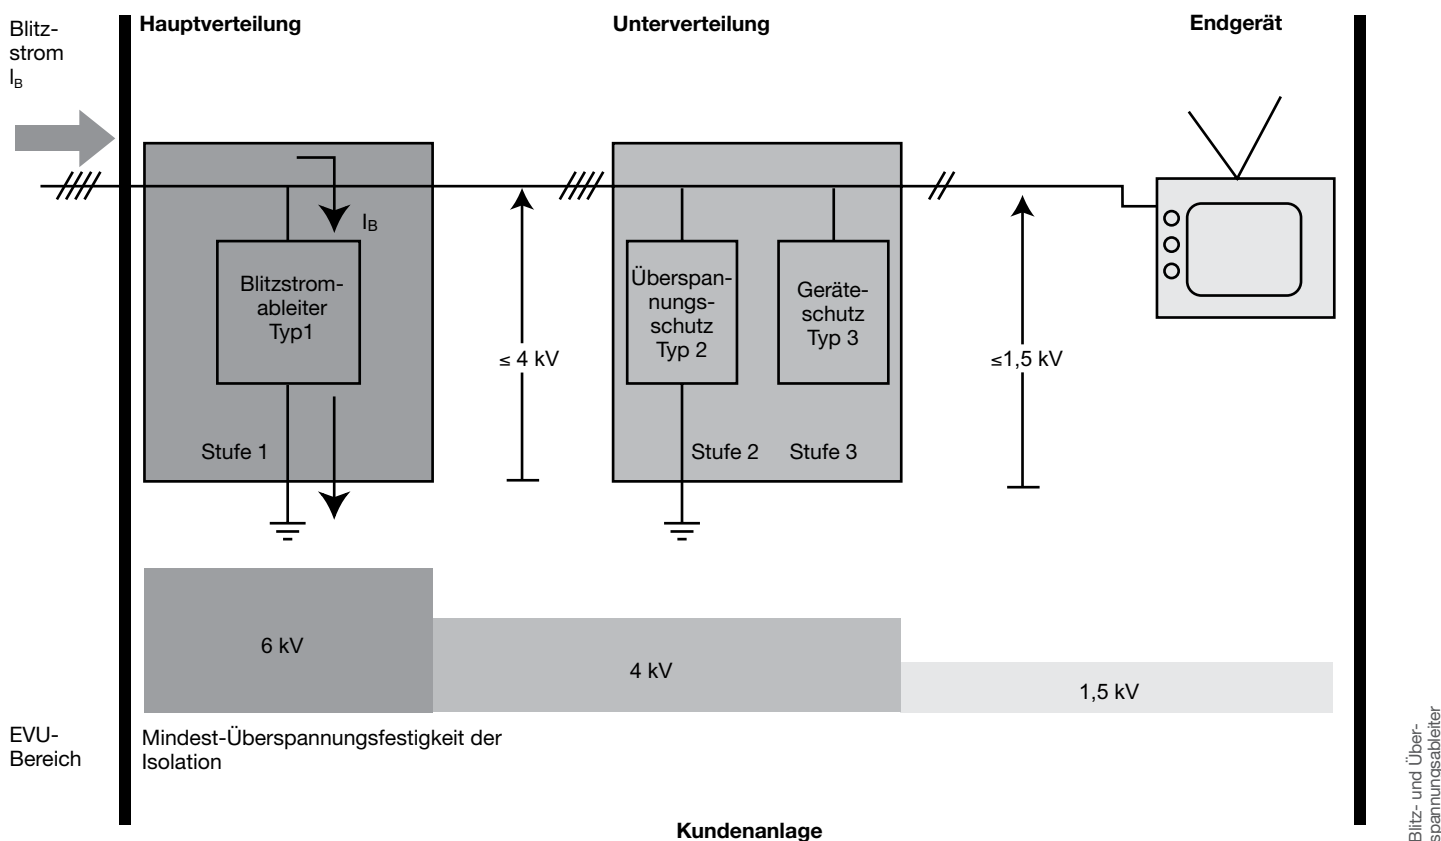 Blitz-
strom
I_B
Hauptverteilung
Unterverteilung
Endgerät
I_B
Blitzstrom-
ableiter
Typ1
Stufe 1
≤ 4 kV
Überspan-
nungs-
schutz
Typ 2
Geräte-
schutz
Typ 3
Stufe 2
Stufe 3
≤1,5 kV
6 kV
4 kV
1,5 kV
EVU-
Bereich
Mindest-Überspannungsfestigkeit der
Isolation
Kundenanlage
Blitz- und Über-
spannungsableiter